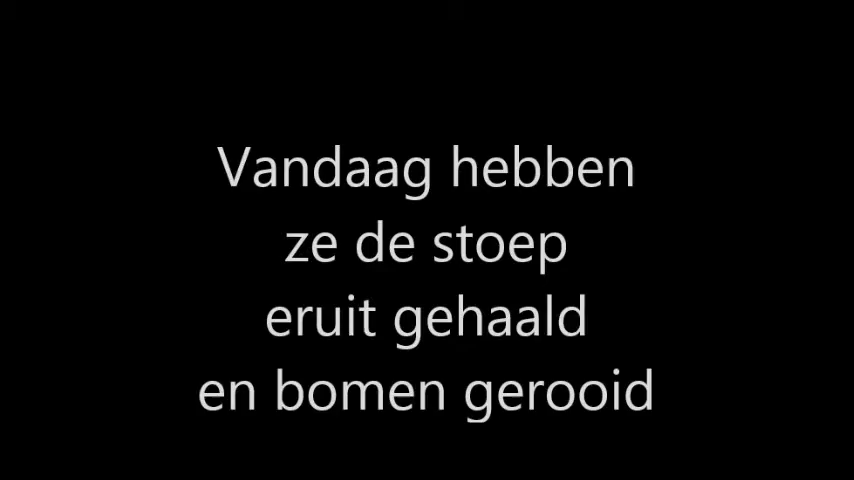 Vandaag hebben
ze de stoep
eruit gehaald
en bomen gerooid